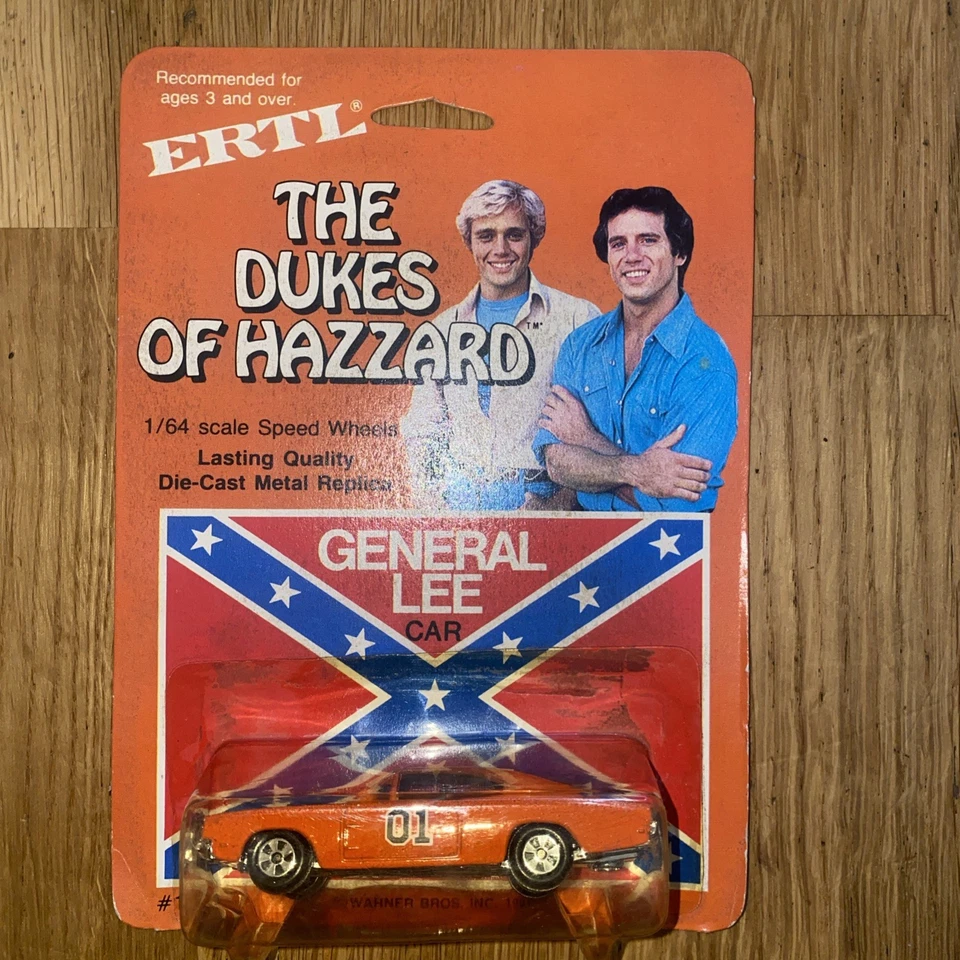 Recommended for
ages 3 and over.
ERTL®
THE
DUKES
OF HAZZARD™*
1/64 scale Speed Wheels
Lasting Quality
Die-Cast Metal Replica
GENERAL
LEE
CAR
01
#1
©WARNER BROS. INC.